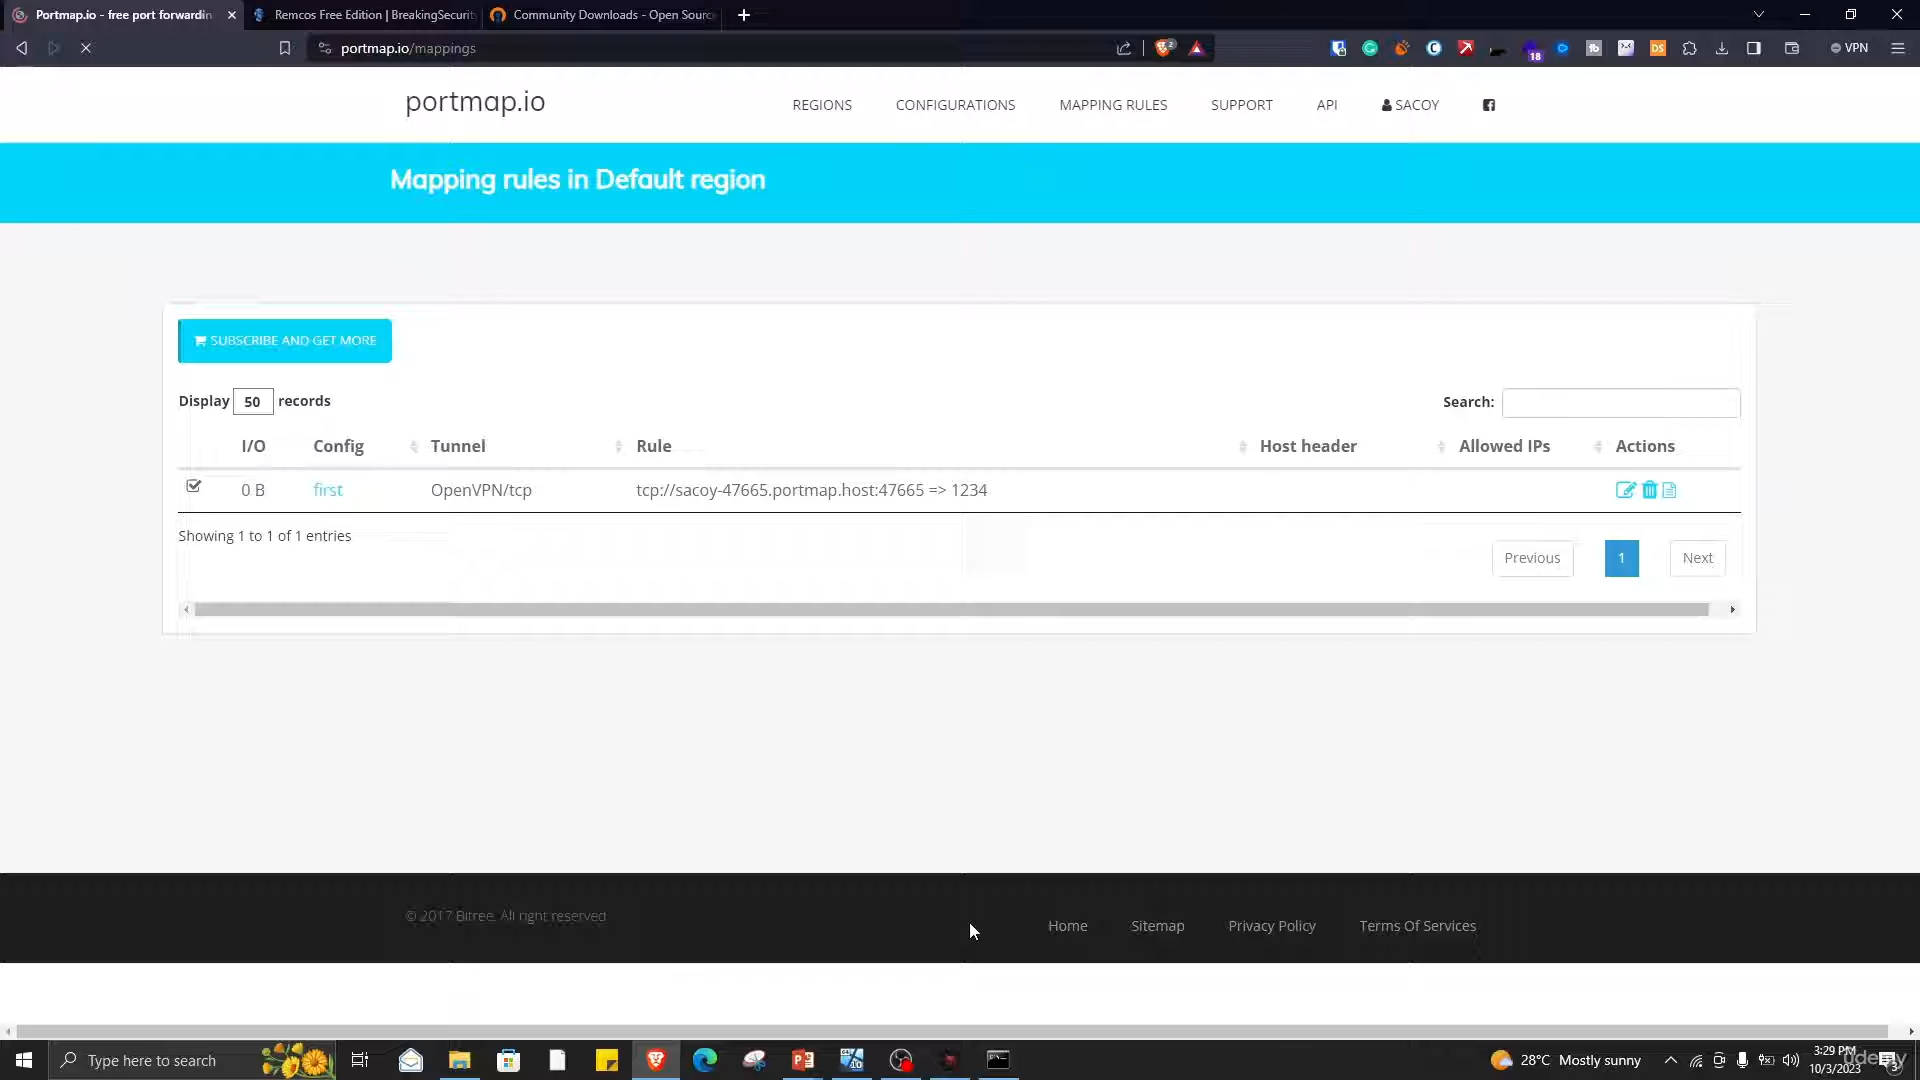 Portmap.io - free port forwardin
Remcos Free Edition | BreakingSecurit
Community Downloads - Open Sourc
portmap.io/mappings
2
18
VPN
portmap.io
REGIONS
CONFIGURATIONS
MAPPING RULES
SUPPORT
API
SACOY
Mapping rules in Default region
SUBSCRIBE AND GET MORE
Display 50 records
Search:
I/O Config Tunnel Rule Host header Allowed IPs Actions
0 B first OpenVPN/tcp tcp://sacoy-47665.portmap.host:47665 => 1234
Showing 1 to 1 of 1 entries
Previous 1 Next
© 2017 Bitree. All right reserved
Home
Sitemap
Privacy Policy
Terms Of Services
Type here to search
28°C Mostly sunny
3:29 PM
10/3/2023
udemy
3